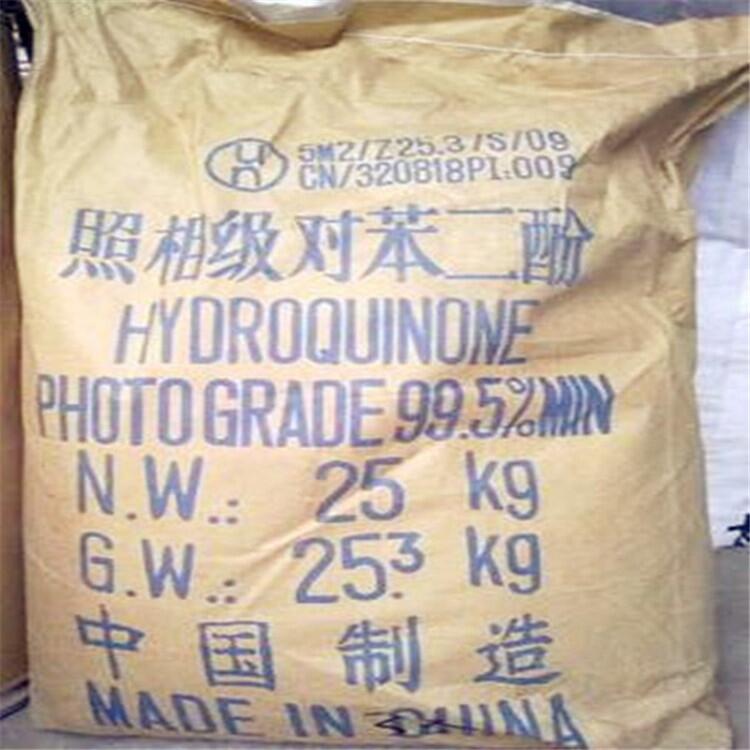 5M2/Z25.3/S/09
CN/320818PI:009
照相级对苯二酚
HYDROQUINONE
PHOTO GRADE 99.5%MIN
N.W.: 25 kg
G.W.: 25.3 kg
中国制造
MADE IN CHINA